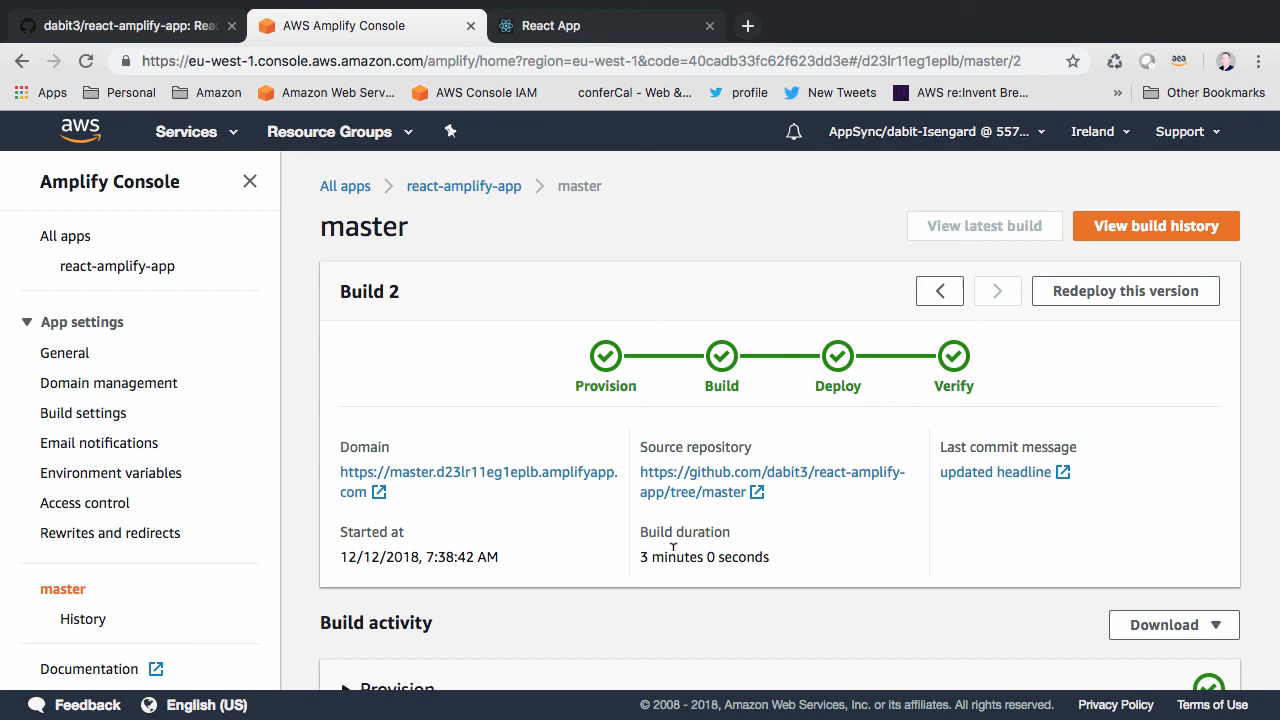 dabit3/react-amplify-app: Rea
AWS Amplify Console
React App
https://eu-west-1.console.aws.amazon.com/amplify/home?region=eu-west-1&code=40cadb33fc62f623dd3e#/d23lr11eg1eplb/master/2
aea
Apps
Personal
Amazon
Amazon Web Serv...
AWS Console IAM
conferCal - Web &...
profile
New Tweets
AWS re:Invent Bre...
»
Other Bookmarks
aws
Services
Resource Groups
AppSync/dabit-Isengard @ 557...
Ireland
Support
Amplify Console
All apps
react-amplify-app
App settings
General
Domain management
Build settings
Email notifications
Environment variables
Access control
Rewrites and redirects
master
History
Documentation
All apps
react-amplify-app
master
master
View latest build
View build history
Build 2
Redeploy this version
Provision
Build
Deploy
Verify
Domain
https://master.d23lr11eg1eplb.amplifyapp.
com
Started at
12/12/2018, 7:38:42 AM
Source repository
https://github.com/dabit3/react-amplify-
app/tree/master
Build duration
3 minutes 0 seconds
Last commit message
updated headline
Build activity
Download
Provision
Feedback
English (US)
© 2008 - 2018, Amazon Web Services, Inc. or its affiliates. All rights reserved.
Privacy Policy
Terms of Use